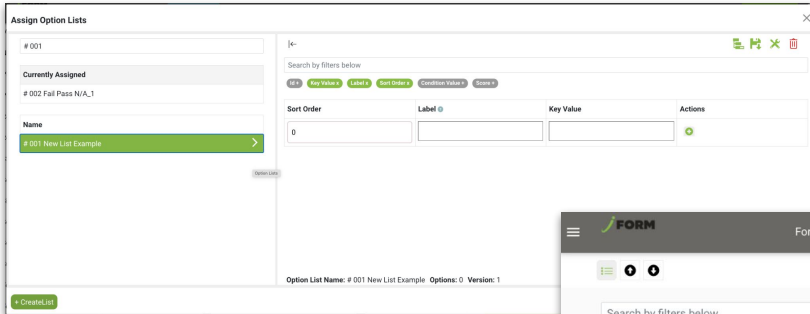 Assign Option Lists
# 001
Currently Assigned
# 002 Fail Pass N/A_1
Name
# 001 New List Example
Option Lists
Search by filters below
Id +
Key Value x
Label x
Sort Order x
Condition Value +
Score +
Sort Order Label Key Value Actions
0
Option List Name: # 001 New List Example Options: 0 Version: 1
+ CreateList
FORM
For
Search by filters below